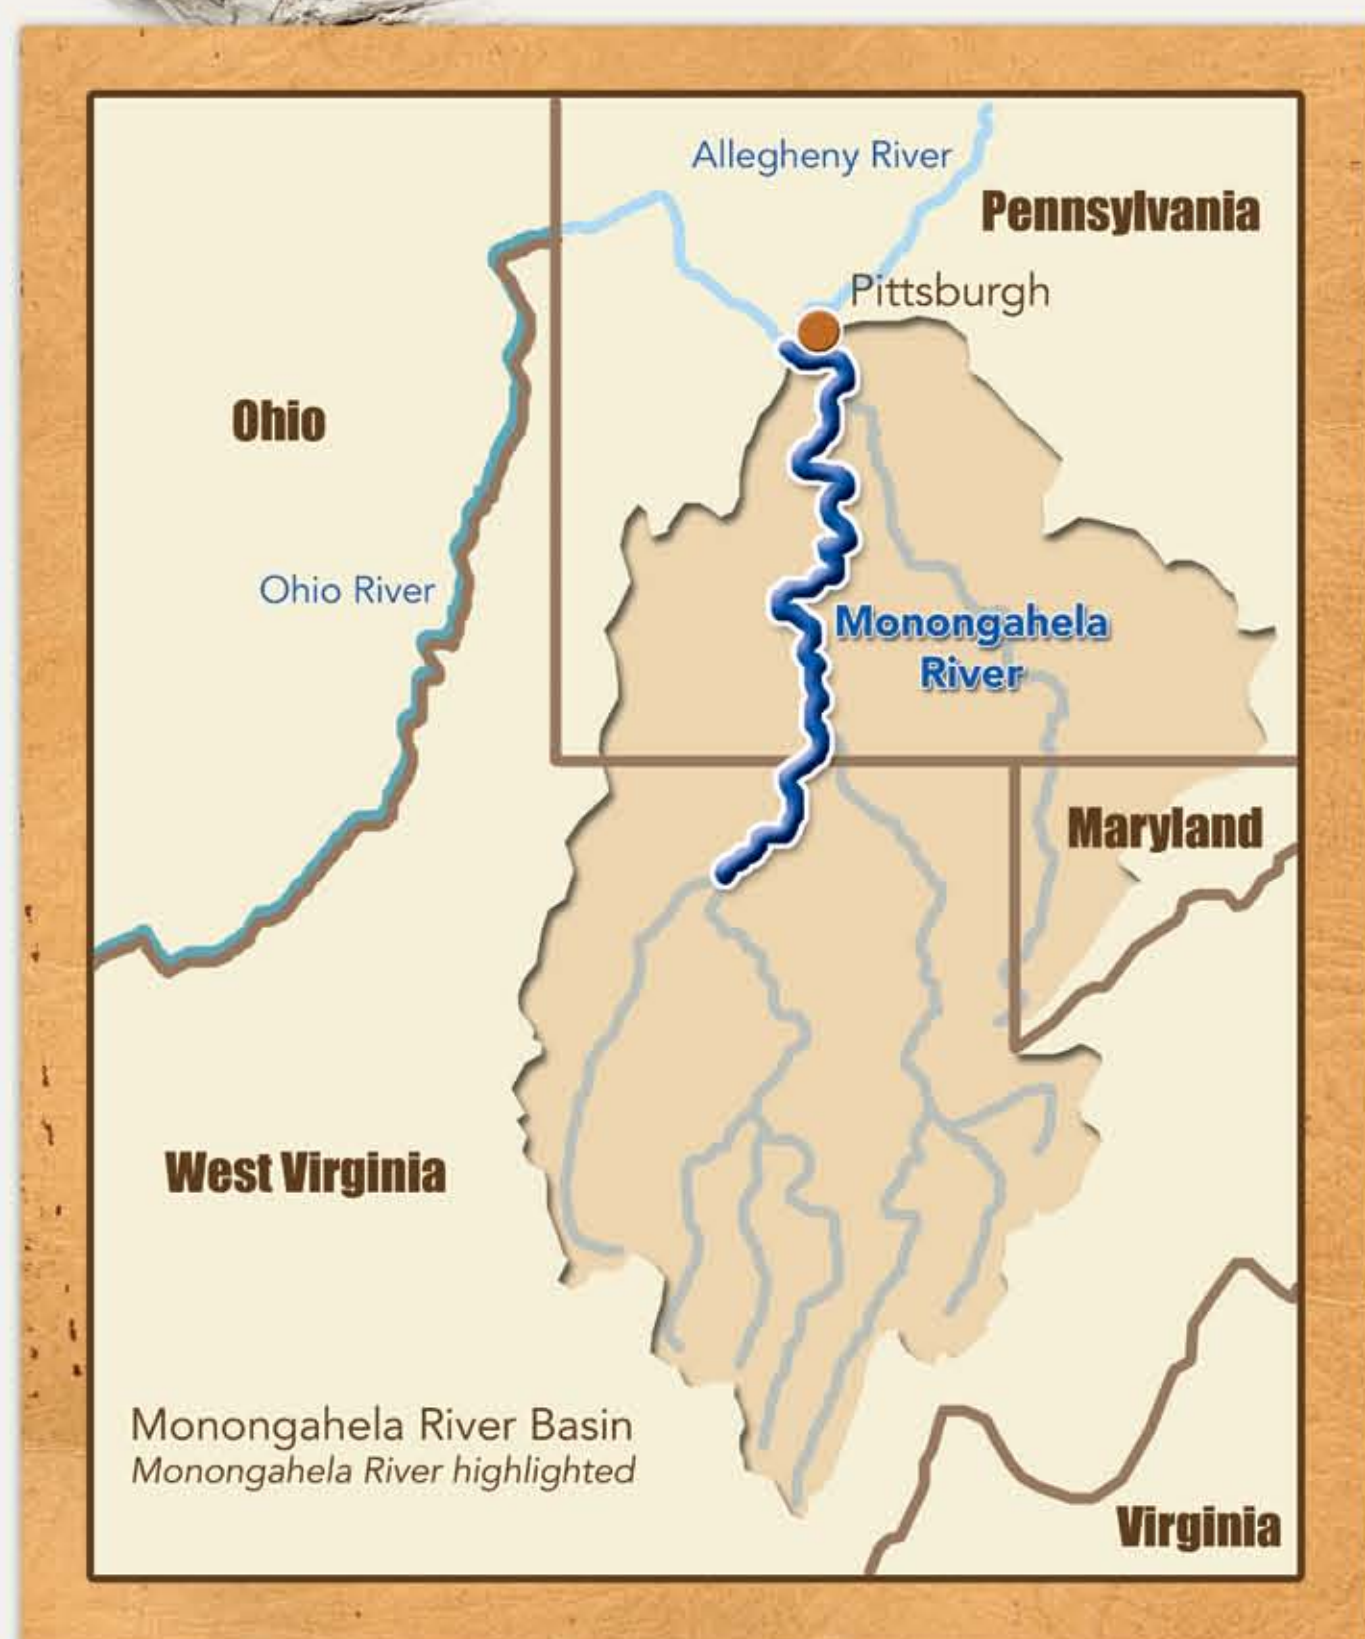 Allegheny River
Pennsylvania
Pittsburgh
Ohio
Ohio River
Monongahela
River
Maryland
West Virginia
Monongahela River Basin
Monongahela River highlighted
Virginia